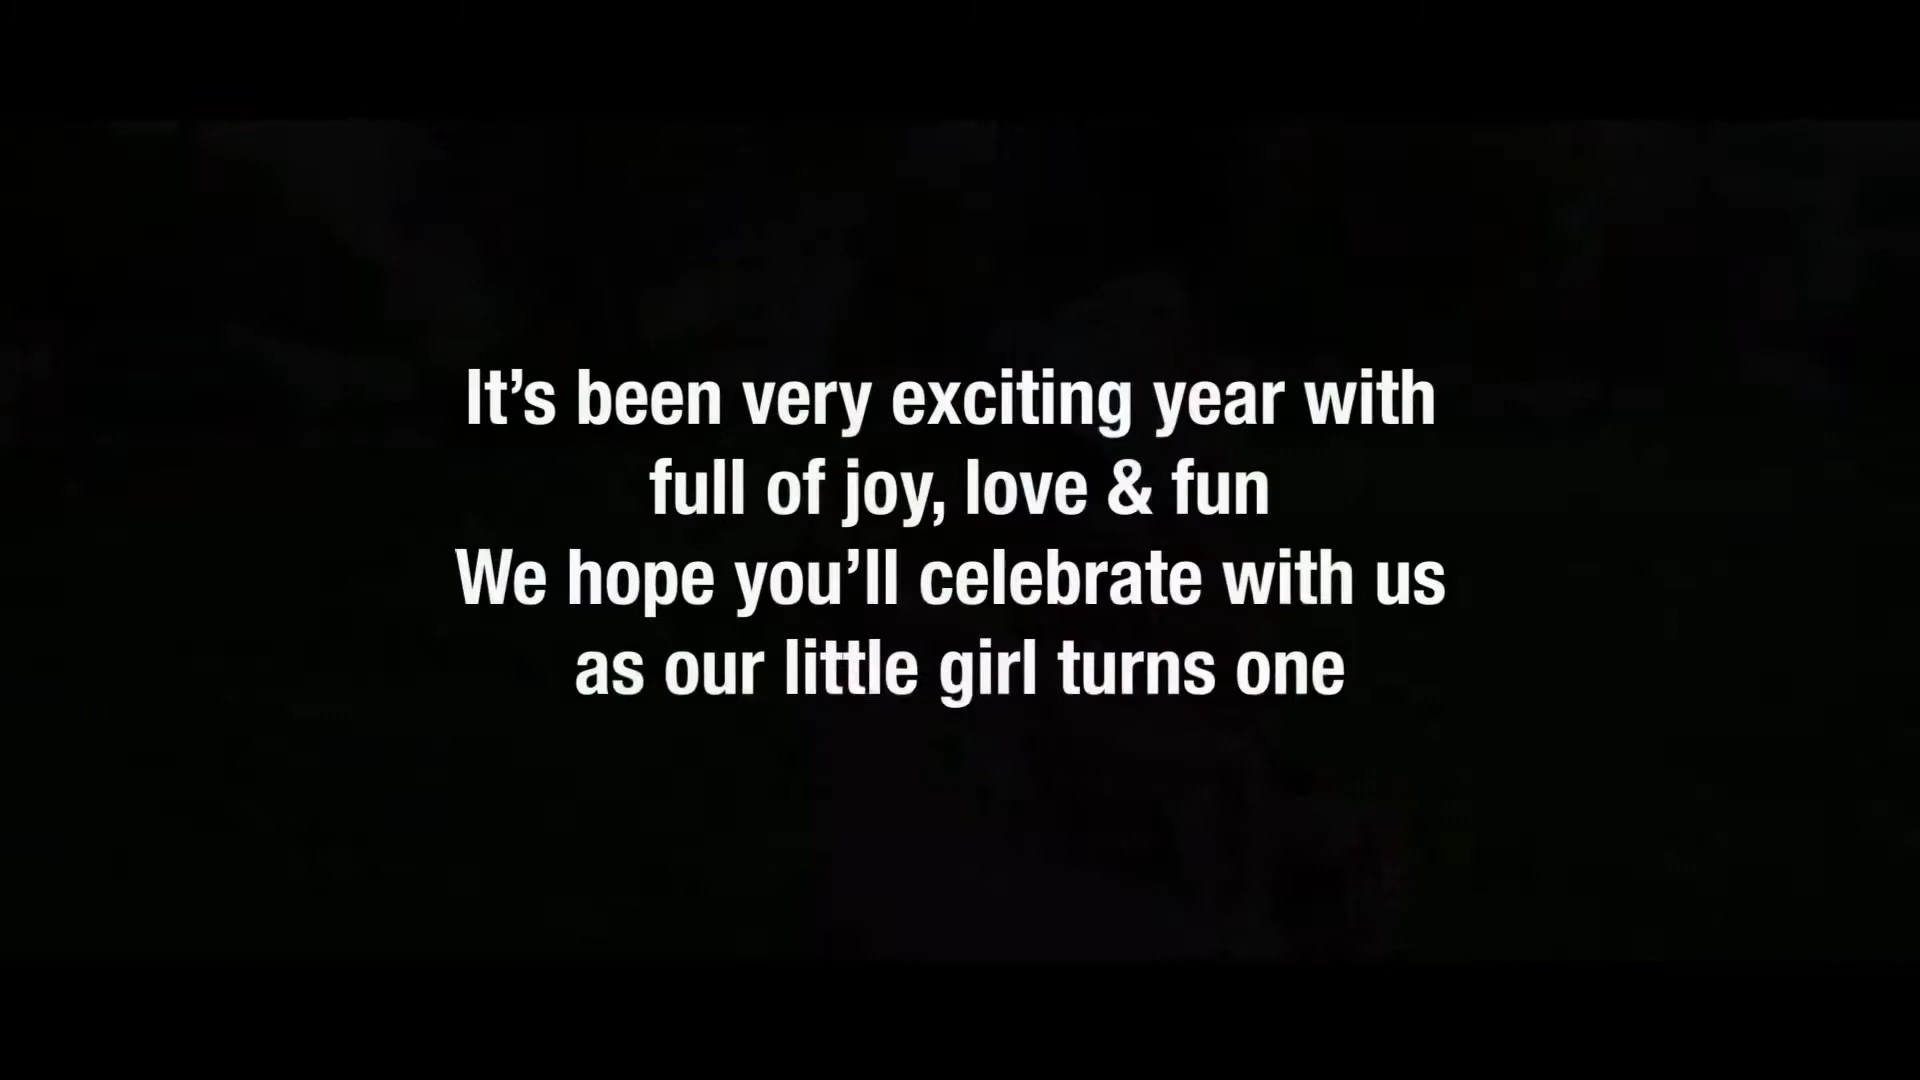 It’s been very exciting year with
full of joy, love & fun
We hope you’ll celebrate with us
as our little girl turns one